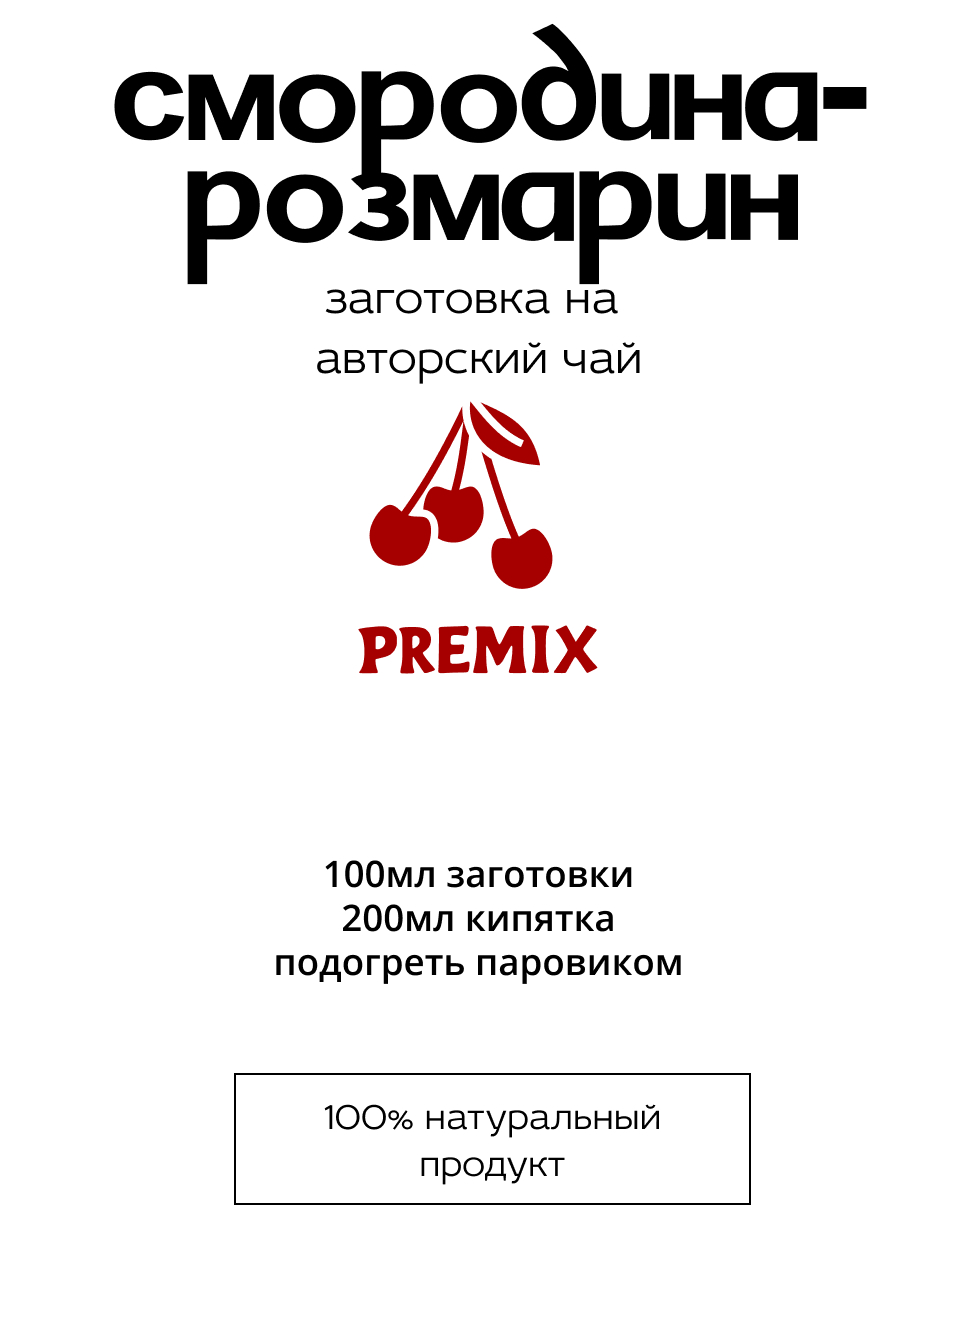 смородина-
розмарин
заготовка на
авторский чай
PREMIX
100мл заготовки
200мл кипятка
подогреть паровиком
100% натуральный
продукт